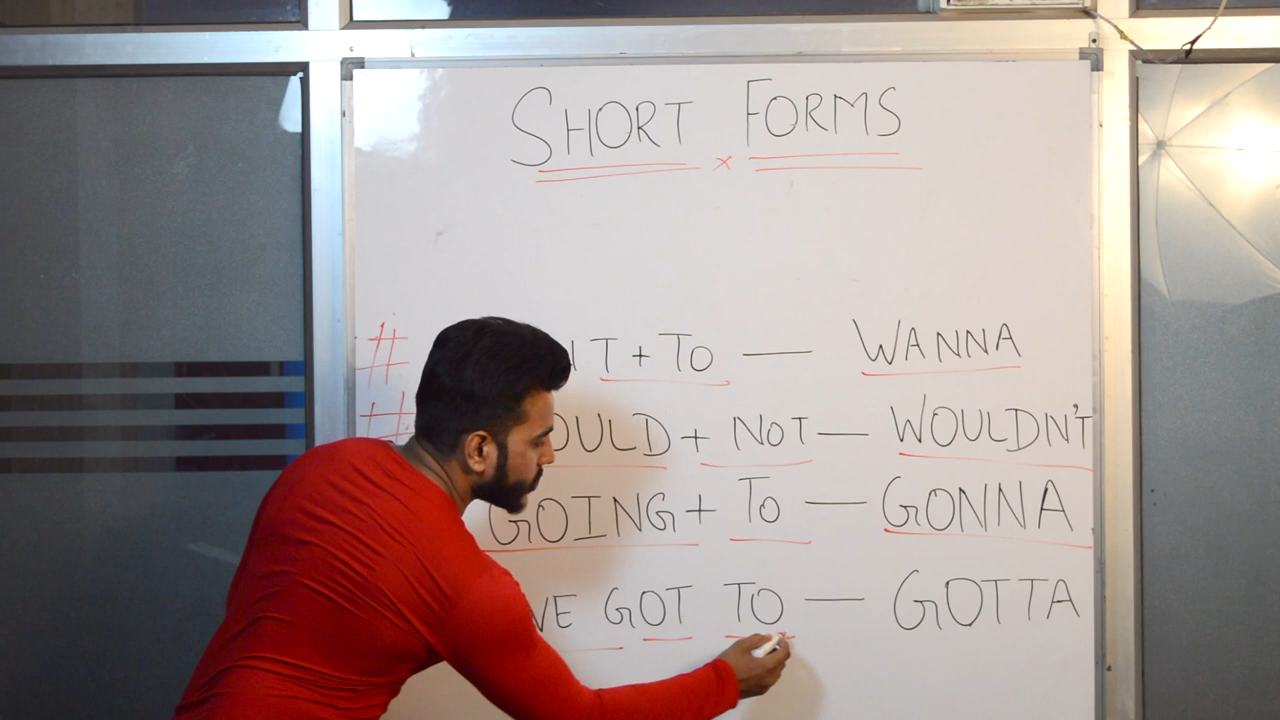 SHORT FORMS
# T + TO — WANNA
# OULD + NOT — WOULDN'T
GOING + TO — GONNA
VE GOT TO — GOTTA